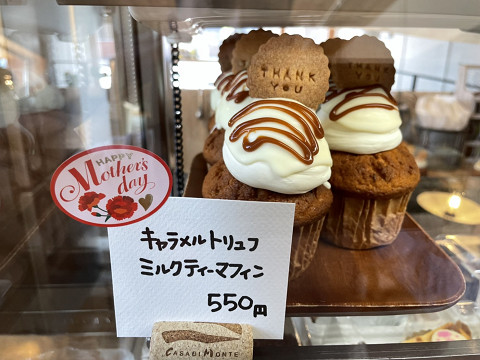 THANK
YOU
HAPPY
Mother's
day
キャラメルトリュフ
ミルクティーマフィン
550円
CASA DI MONTE